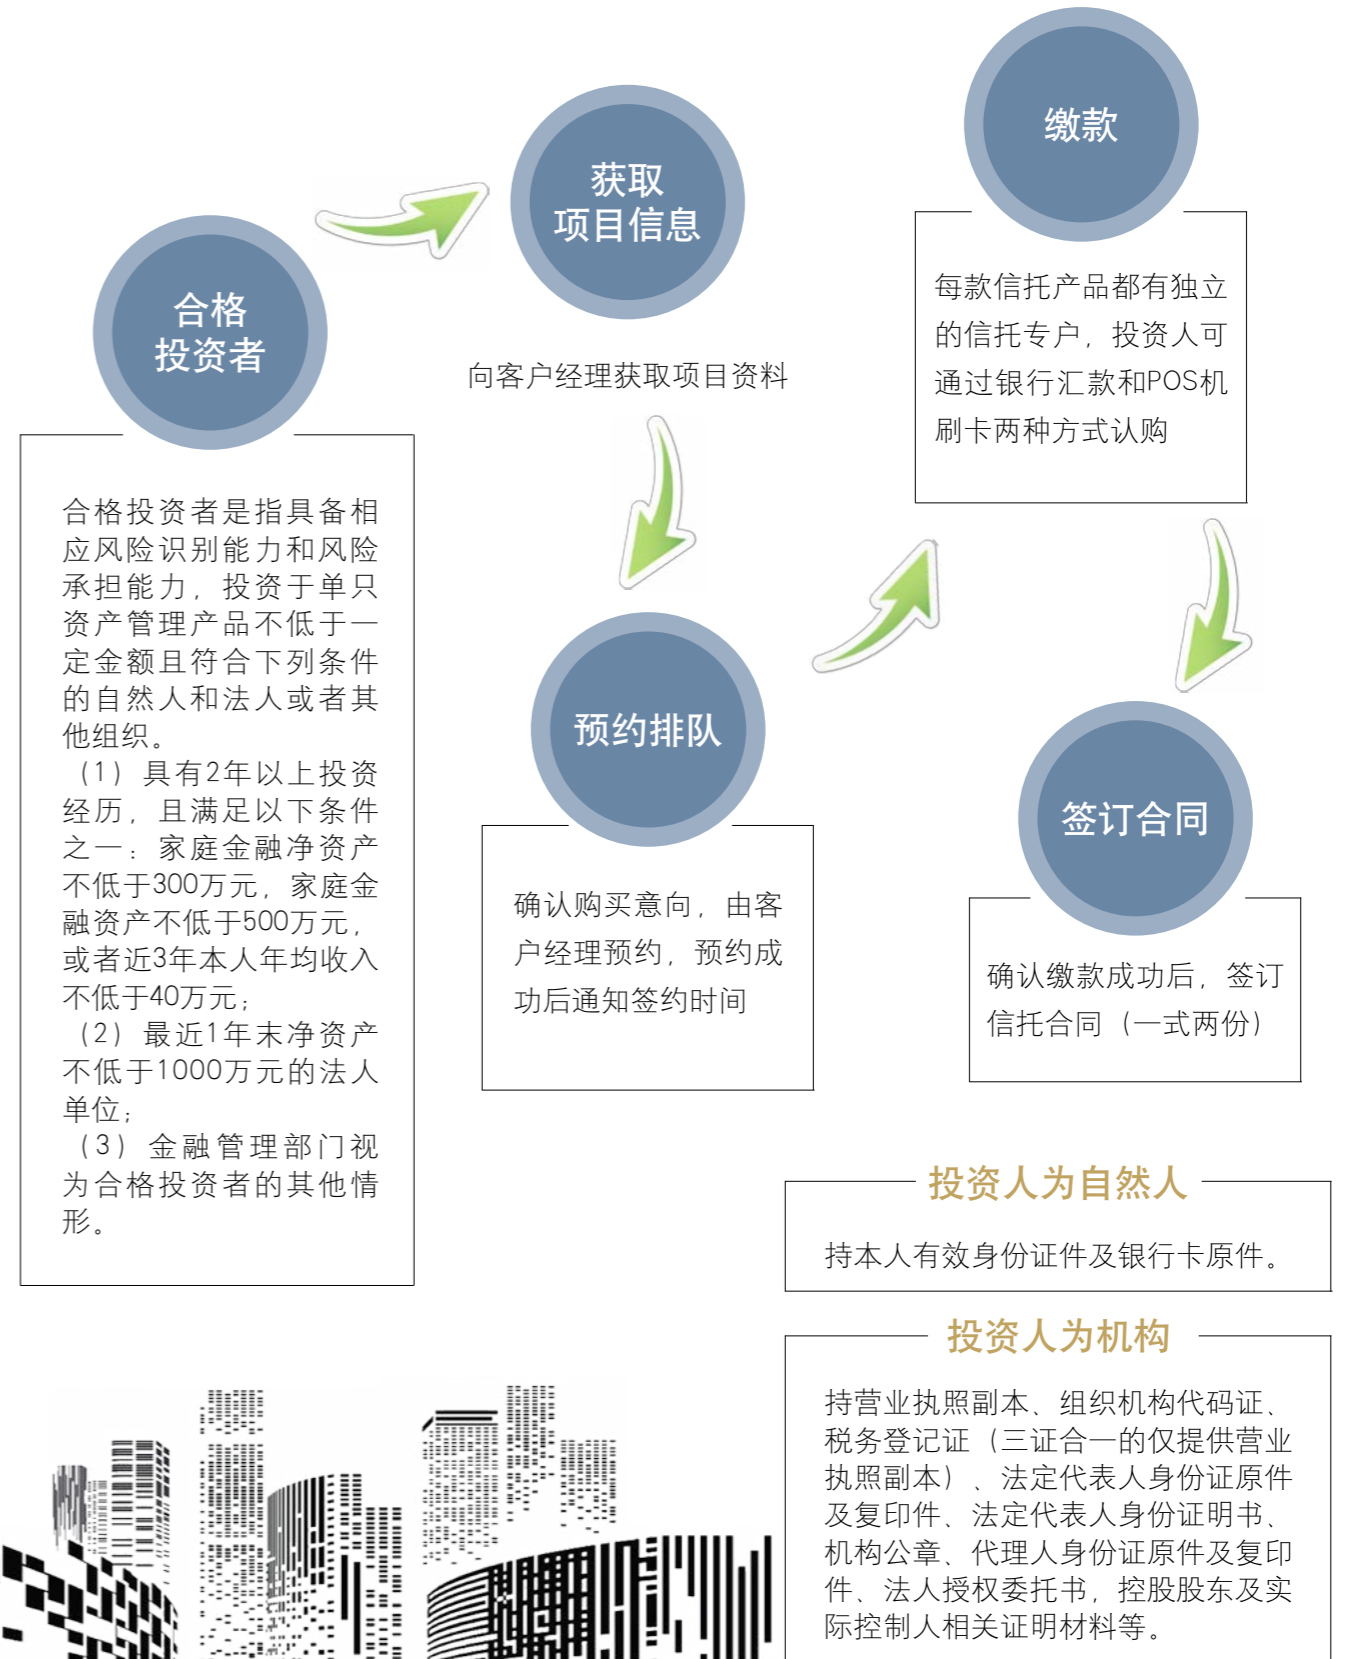 合格
投资者
合格投资者是指具备相
应风险识别能力和风险
承担能力，投资于单只
资产管理产品不低于一
定金额且符合下列条件
的自然人和法人或者其
他组织。
（1）具有2年以上投资
经历，且满足以下条件
之一：家庭金融净资产
不低于300万元，家庭金
融资产不低于500万元，
或者近3年本人年均收入
不低于40万元；
（2）最近1年末净资产
不低于1000万元的法人
单位；
（3）金融管理部门视
为合格投资者的其他情
形。
获取
项目信息
向客户经理获取项目资料
预约排队
确认购买意向，由客
户经理预约，预约成
功后通知签约时间
缴款
每款信托产品都有独立
的信托专户，投资人可
通过银行汇款和POS机
刷卡两种方式认购
签订合同
确认缴款成功后，签订
信托合同（一式两份）
投资人为自然人
持本人有效身份证件及银行卡原件。
投资人为机构
持营业执照副本、组织机构代码证、
税务登记证（三证合一的仅提供营业
执照副本）、法定代表人身份证原件
及复印件、法定代表人身份证明书、
机构公章、代理人身份证原件及复印
件、法人授权委托书，控股股东及实
际控制人相关证明材料等。